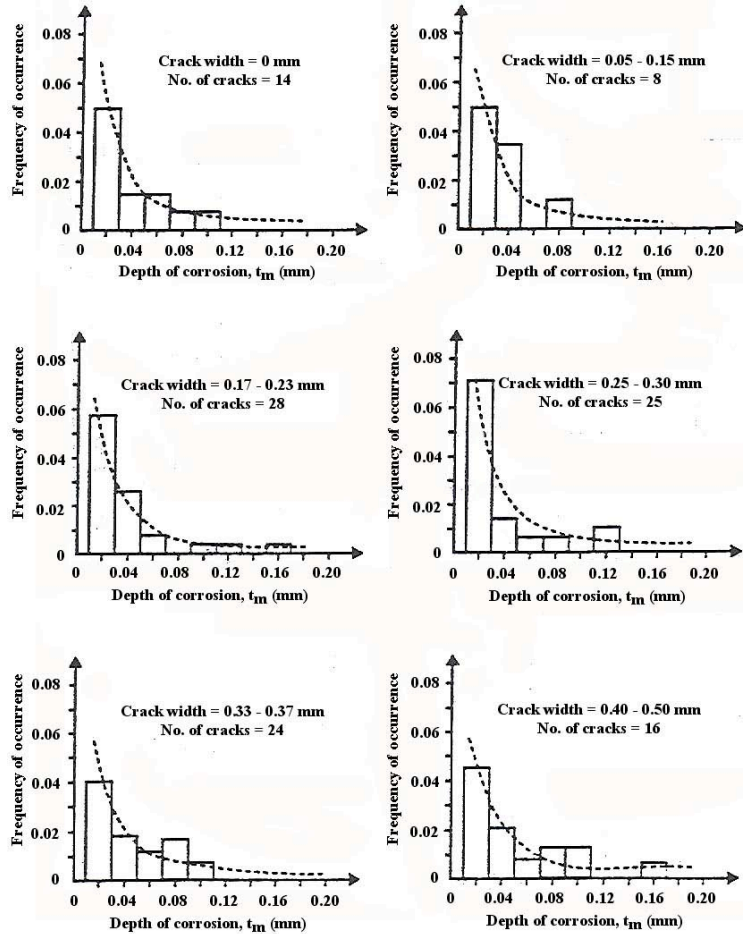 Frequency of occurrence
0.08
0.06
0.04
0.02
0
Crack width = 0 mm
No. of cracks = 14
0 0.04 0.08 0.12 0.16 0.20
Depth of corrosion, tm (mm)
Frequency of occurrence
0.08
0.06
0.04
0.02
0
Crack width = 0.05 - 0.15 mm
No. of cracks = 8
0 0.04 0.08 0.12 0.16 0.20
Depth of corrosion, tm (mm)
Frequency of occurrence
0.08
0.06
0.04
0.02
0
Crack width = 0.17 - 0.23 mm
No. of cracks = 28
0 0.04 0.08 0.12 0.16 0.20
Depth of corrosion, tm (mm)
Frequency of occurrence
0.08
0.06
0.04
0.02
0
Crack width = 0.25 - 0.30 mm
No. of cracks = 25
0 0.04 0.08 0.12 0.16 0.20
Depth of corrosion, tm (mm)
Frequency of occurrence
0.08
0.06
0.04
0.02
0
Crack width = 0.33 - 0.37 mm
No. of cracks = 24
0 0.04 0.08 0.12 0.16 0.20
Depth of corrosion, tm (mm)
Frequency of occurrence
0.08
0.06
0.04
0.02
0
Crack width = 0.40 - 0.50 mm
No. of cracks = 16
0 0.04 0.08 0.12 0.16 0.20
Depth of corrosion, tm (mm)